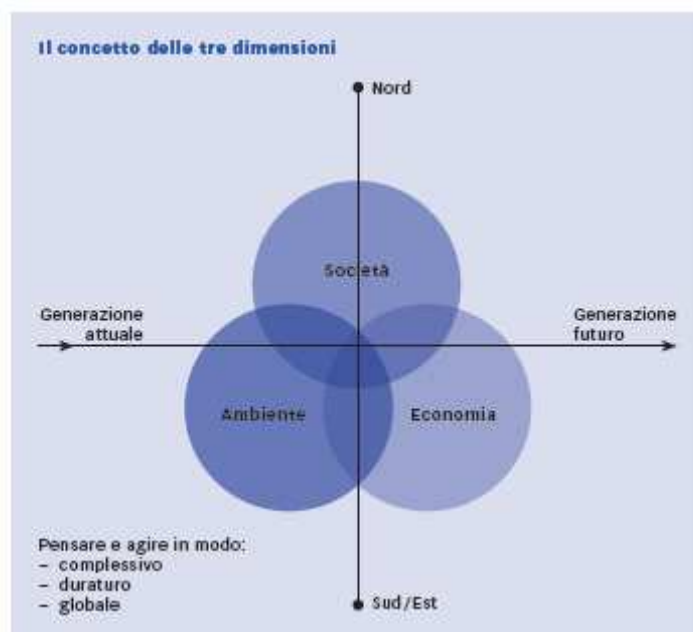 Il concetto delle tre dimensioni
Nord
Società
Generazione
attuale
Generazione
futuro
Ambiente
Economia
Pensare e agire in modo:
– complessivo
– duraturo
– globale
Sud/Est